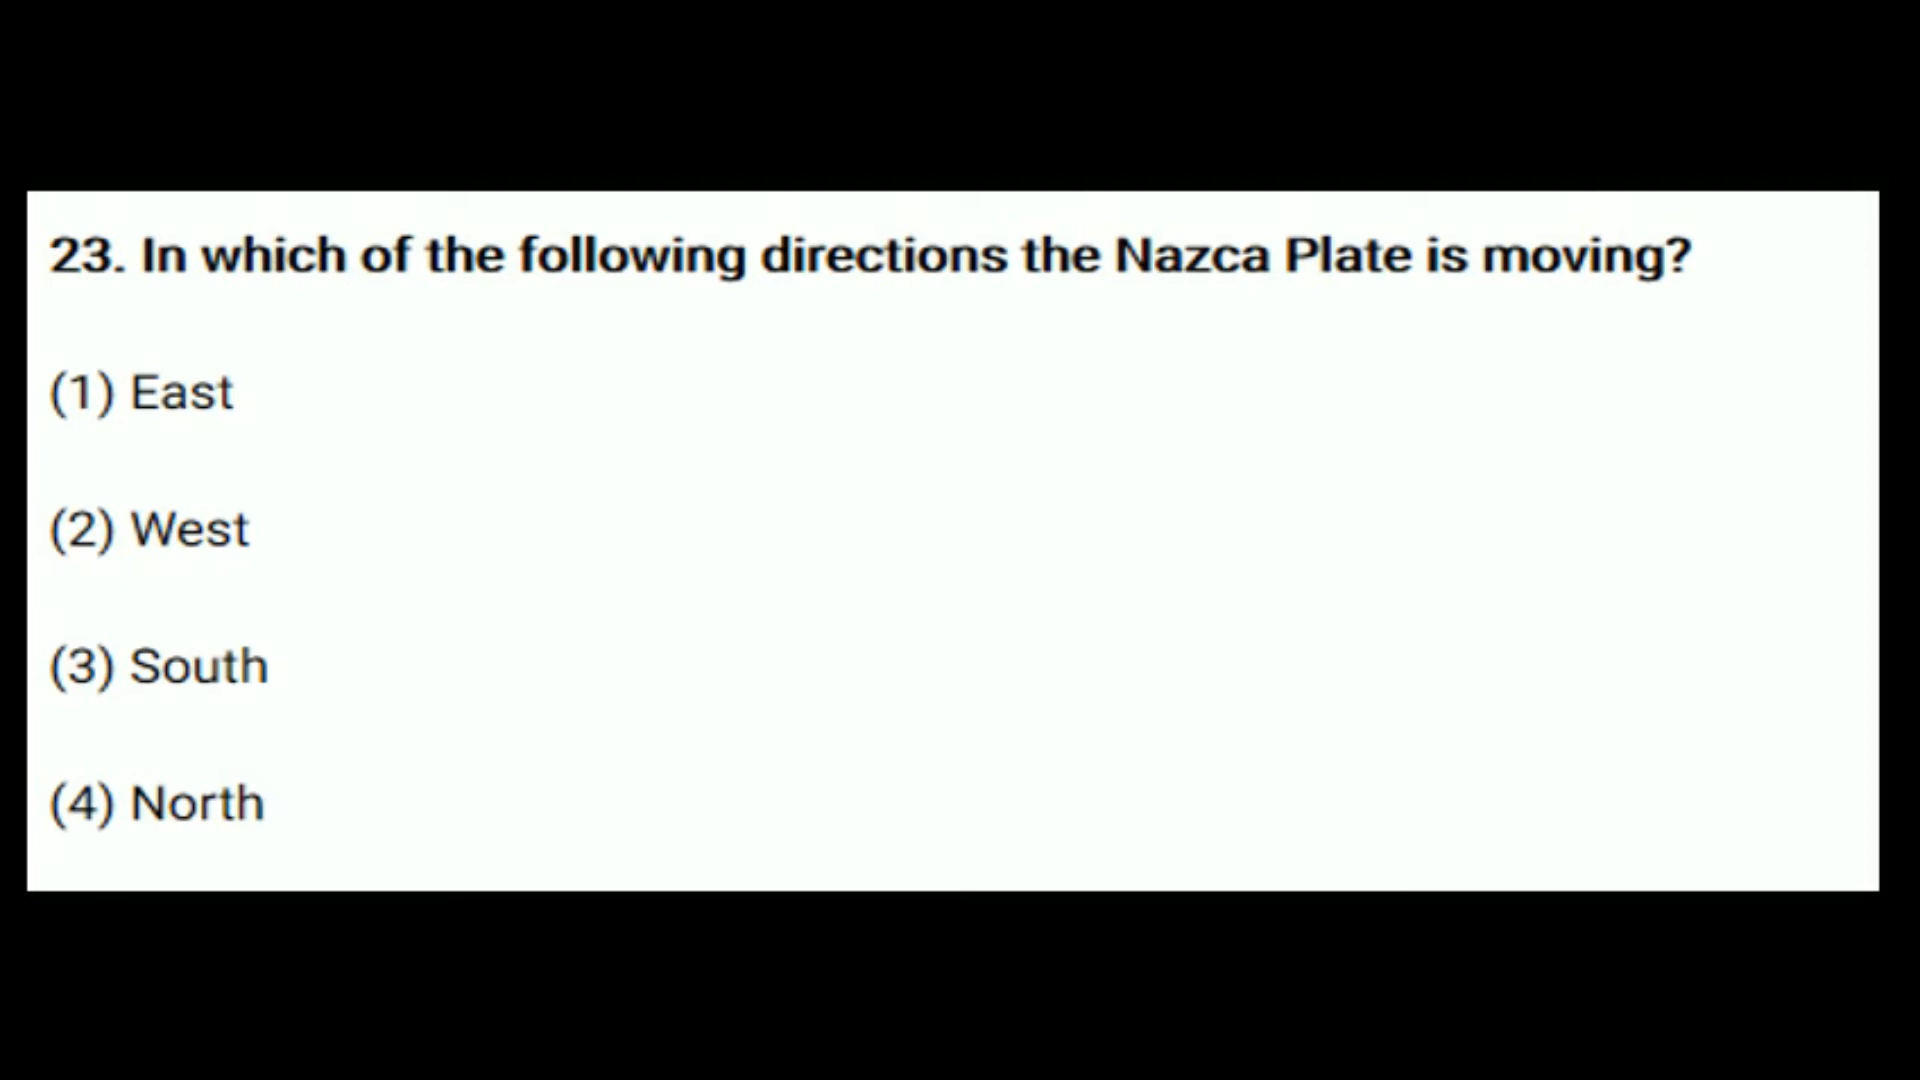 23. In which of the following directions the Nazca Plate is moving?
(1) East
(2) West
(3) South
(4) North